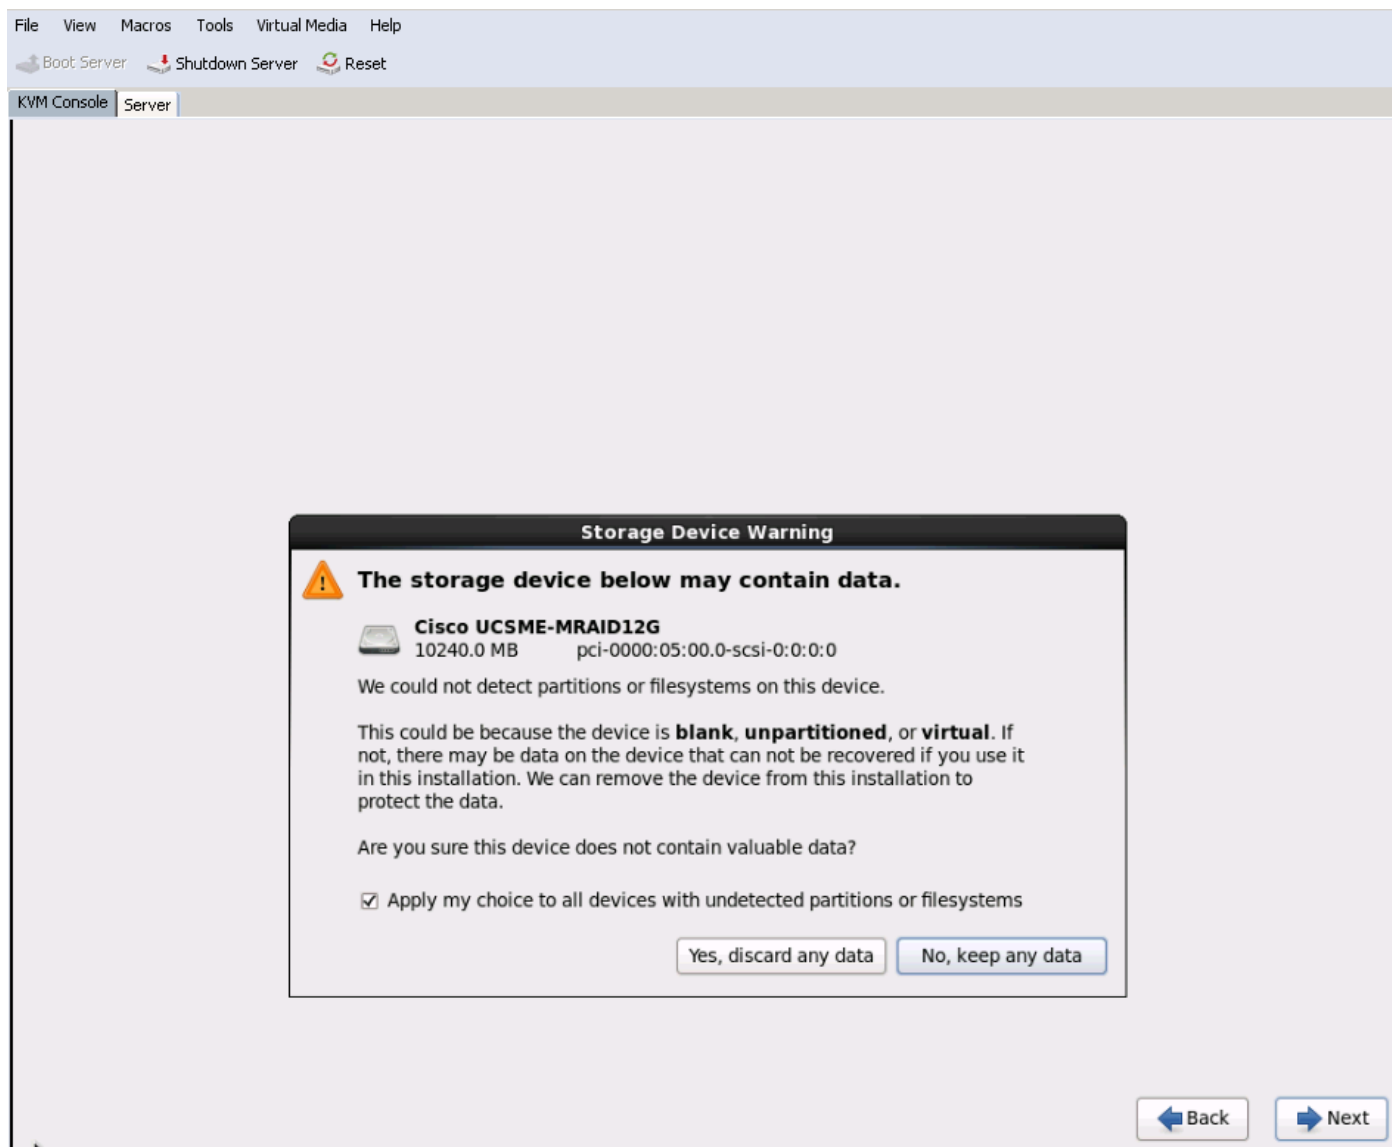 File View Macros Tools Virtual Media Help
Boot Server Shutdown Server Reset
KVM Console Server
Storage Device Warning
The storage device below may contain data.
Cisco UCSME-MRAID12G
10240.0 MB pci-0000:05:00.0-scsi-0:0:0:0
We could not detect partitions or filesystems on this device.
This could be because the device is blank, unpartitioned, or virtual. If
not, there may be data on the device that can not be recovered if you use it
in this installation. We can remove the device from this installation to
protect the data.
Are you sure this device does not contain valuable data?
Apply my choice to all devices with undetected partitions or filesystems
Yes, discard any data No, keep any data
Back Next